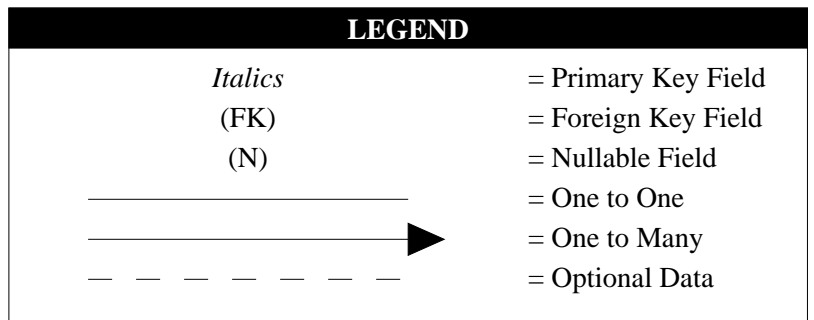 LEGEND
Italics = Primary Key Field
(FK) = Foreign Key Field
(N) = Nullable Field
= One to One
= One to Many
= Optional Data